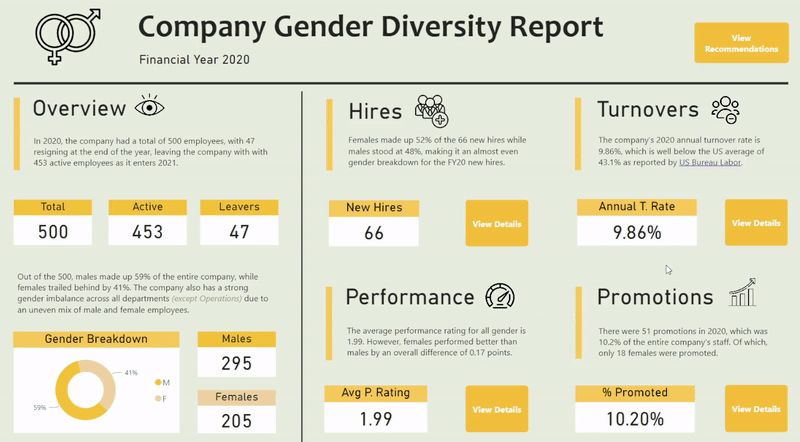 Company Gender Diversity Report
Financial Year 2020
View
Recommendations
Overview
In 2020, the company had a total of 500 employees, with 47
resigning at the end of the year, leaving the company with with
453 active employees as it enters 2021.
Total
500
Active
453
Leavers
47
Out of the 500, males made up 59% of the entire company, while
females trailed behind by 41%. The company also has a strong
gender imbalance across all departments (except Operations) due to
an uneven mix of male and female employees.
Gender Breakdown
41%
59%
M
F
Males
295
Females
205
Hires
Females made up 52% of the 66 new hires while
males stood at 48%, making it an almost even
gender breakdown for the FY20 new hires.
New Hires
66
View Details
Turnovers
The company's 2020 annual turnover rate is
9.86%, which is well below the US average of
43.1% as reported by US Bureau Labor.
Annual T. Rate
9.86%
View Details
Performance
The average performance rating for all gender is
1.99. However, females performed better than
males by an overall difference of 0.17 points.
Avg P. Rating
1.99
View Details
Promotions
There were 51 promotions in 2020, which was
10.2% of the entire company's staff. Of which,
only 18 females were promoted.
% Promoted
10.20%
View Details